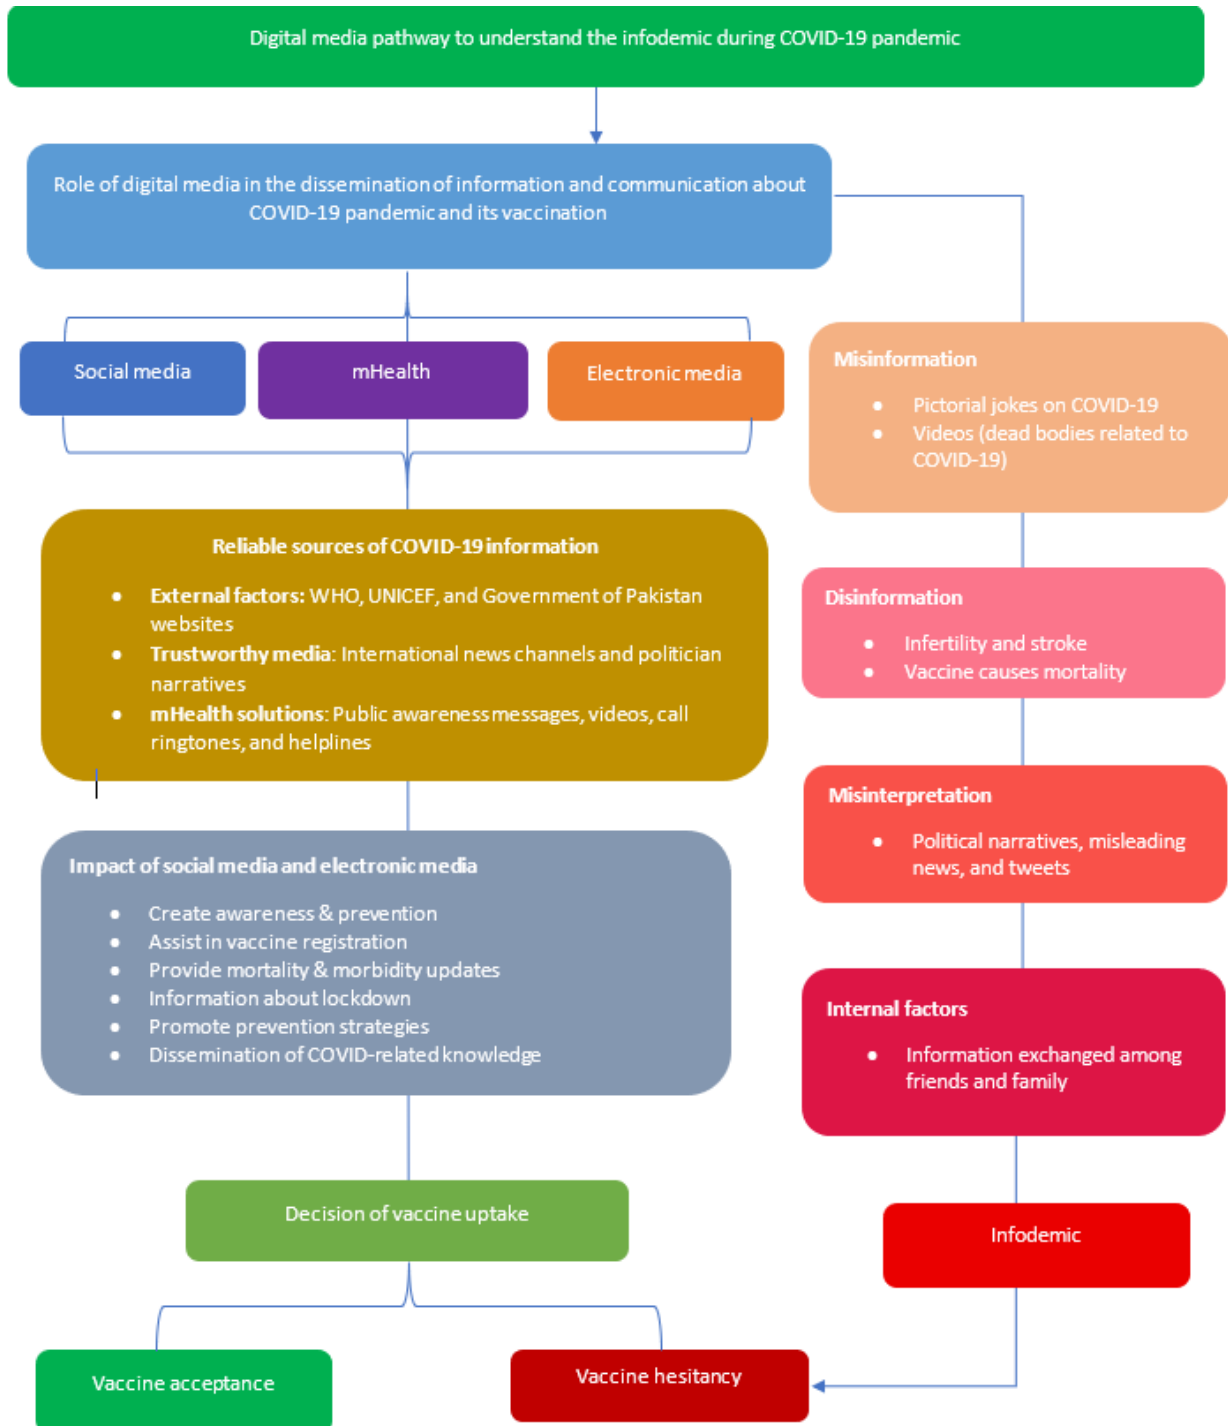 Digital media pathway to understand the infodemic during COVID-19 pandemic
Role of digital media in the dissemination of information and communication about
COVID-19 pandemic and its vaccination
Social media
mHealth
Electronic media
Reliable sources of COVID-19 information
● External factors: WHO, UNICEF, and Government of Pakistan
websites
● Trustworthy media: International news channels and politician
narratives
● mHealth solutions: Public awareness messages, videos, call
ringtones, and helplines
Impact of social media and electronic media
● Create awareness & prevention
● Assist in vaccine registration
● Provide mortality & morbidity updates
● Information about lockdown
● Promote prevention strategies
● Dissemination of COVID-related knowledge
Decision of vaccine uptake
Vaccine acceptance
Vaccine hesitancy
Misinformation
● Pictorial jokes on COVID-19
● Videos (dead bodies related to
COVID-19)
Disinformation
● Infertility and stroke
● Vaccine causes mortality
Misinterpretation
● Political narratives, misleading
news, and tweets
Internal factors
● Information exchanged among
friends and family
Infodemic